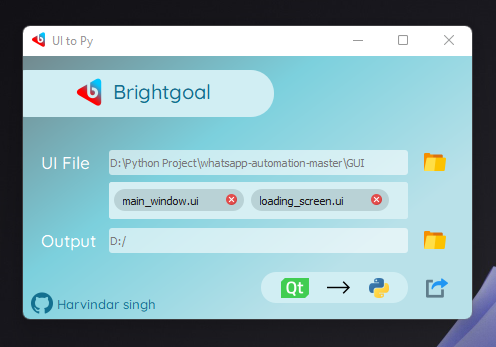 UI to Py
Brightgoal
UI File
D:\Python Project\whatsapp-automation-master\GUI
main_window.ui loading_screen.ui
Output
D:/
Qt
Harvindar singh